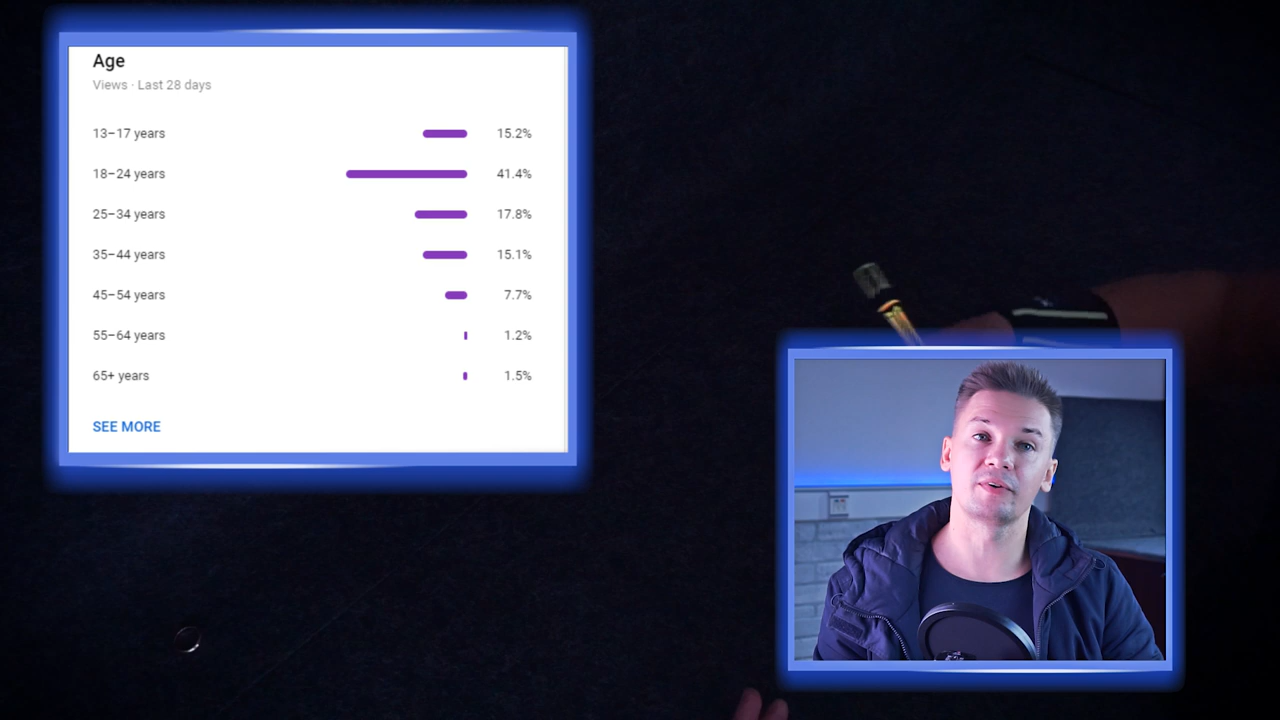 Age
Views · Last 28 days
13–17 years 15.2%
18–24 years 41.4%
25–34 years 17.8%
35–44 years 15.1%
45–54 years 7.7%
55–64 years 1.2%
65+ years 1.5%
SEE MORE